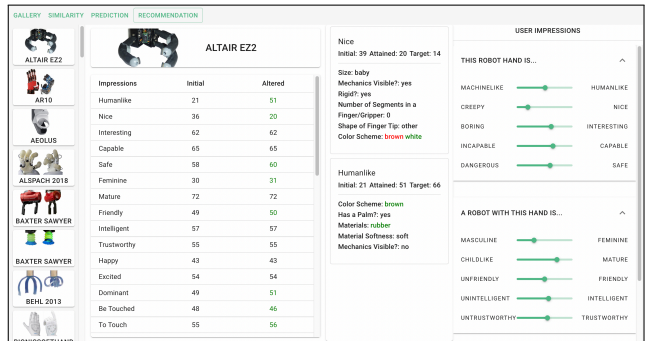 GALLERY SIMILARITY PREDICTION RECOMMENDATION
ALTAIR EZ2
AR10
AEOLUS
ALSPACH 2018
BAXTER SAWYER
BAXTER SAWYER
BEHL 2013
ALTAIR EZ2
Impressions Initial Altered
Humanlike 21 51
Nice 36 20
Interesting 62 62
Capable 65 65
Safe 58 60
Feminine 30 31
Mature 72 72
Friendly 49 50
Intelligent 57 57
Trustworthy 55 55
Happy 43 43
Excited 54 54
Dominant 49 51
Be Touched 48 46
To Touch 55 56
Nice
Initial: 39 Attained: 20 Target: 14
Size: baby
Mechanics Visible?: yes
Rigid?: yes
Number of Segments in a
Finger/Gripper: 0
Shape of Finger Tip: other
Color Scheme: brown white
Humanlike
Initial: 21 Attained: 51 Target: 66
Color Scheme: brown
Has a Palm?: yes
Materials: rubber
Material Softness: soft
Mechanics Visible?: no
USER IMPRESSIONS
THIS ROBOT HAND IS...
MACHINELIKE HUMANLIKE
CREEPY NICE
BORING INTERESTING
INCAPABLE CAPABLE
DANGEROUS SAFE
A ROBOT WITH THIS HAND IS...
MASCULINE FEMININE
CHILDLIKE MATURE
UNFRIENDLY FRIENDLY
UNINTELLIGENT INTELLIGENT
UNTRUSTWORTHY TRUSTWORTHY